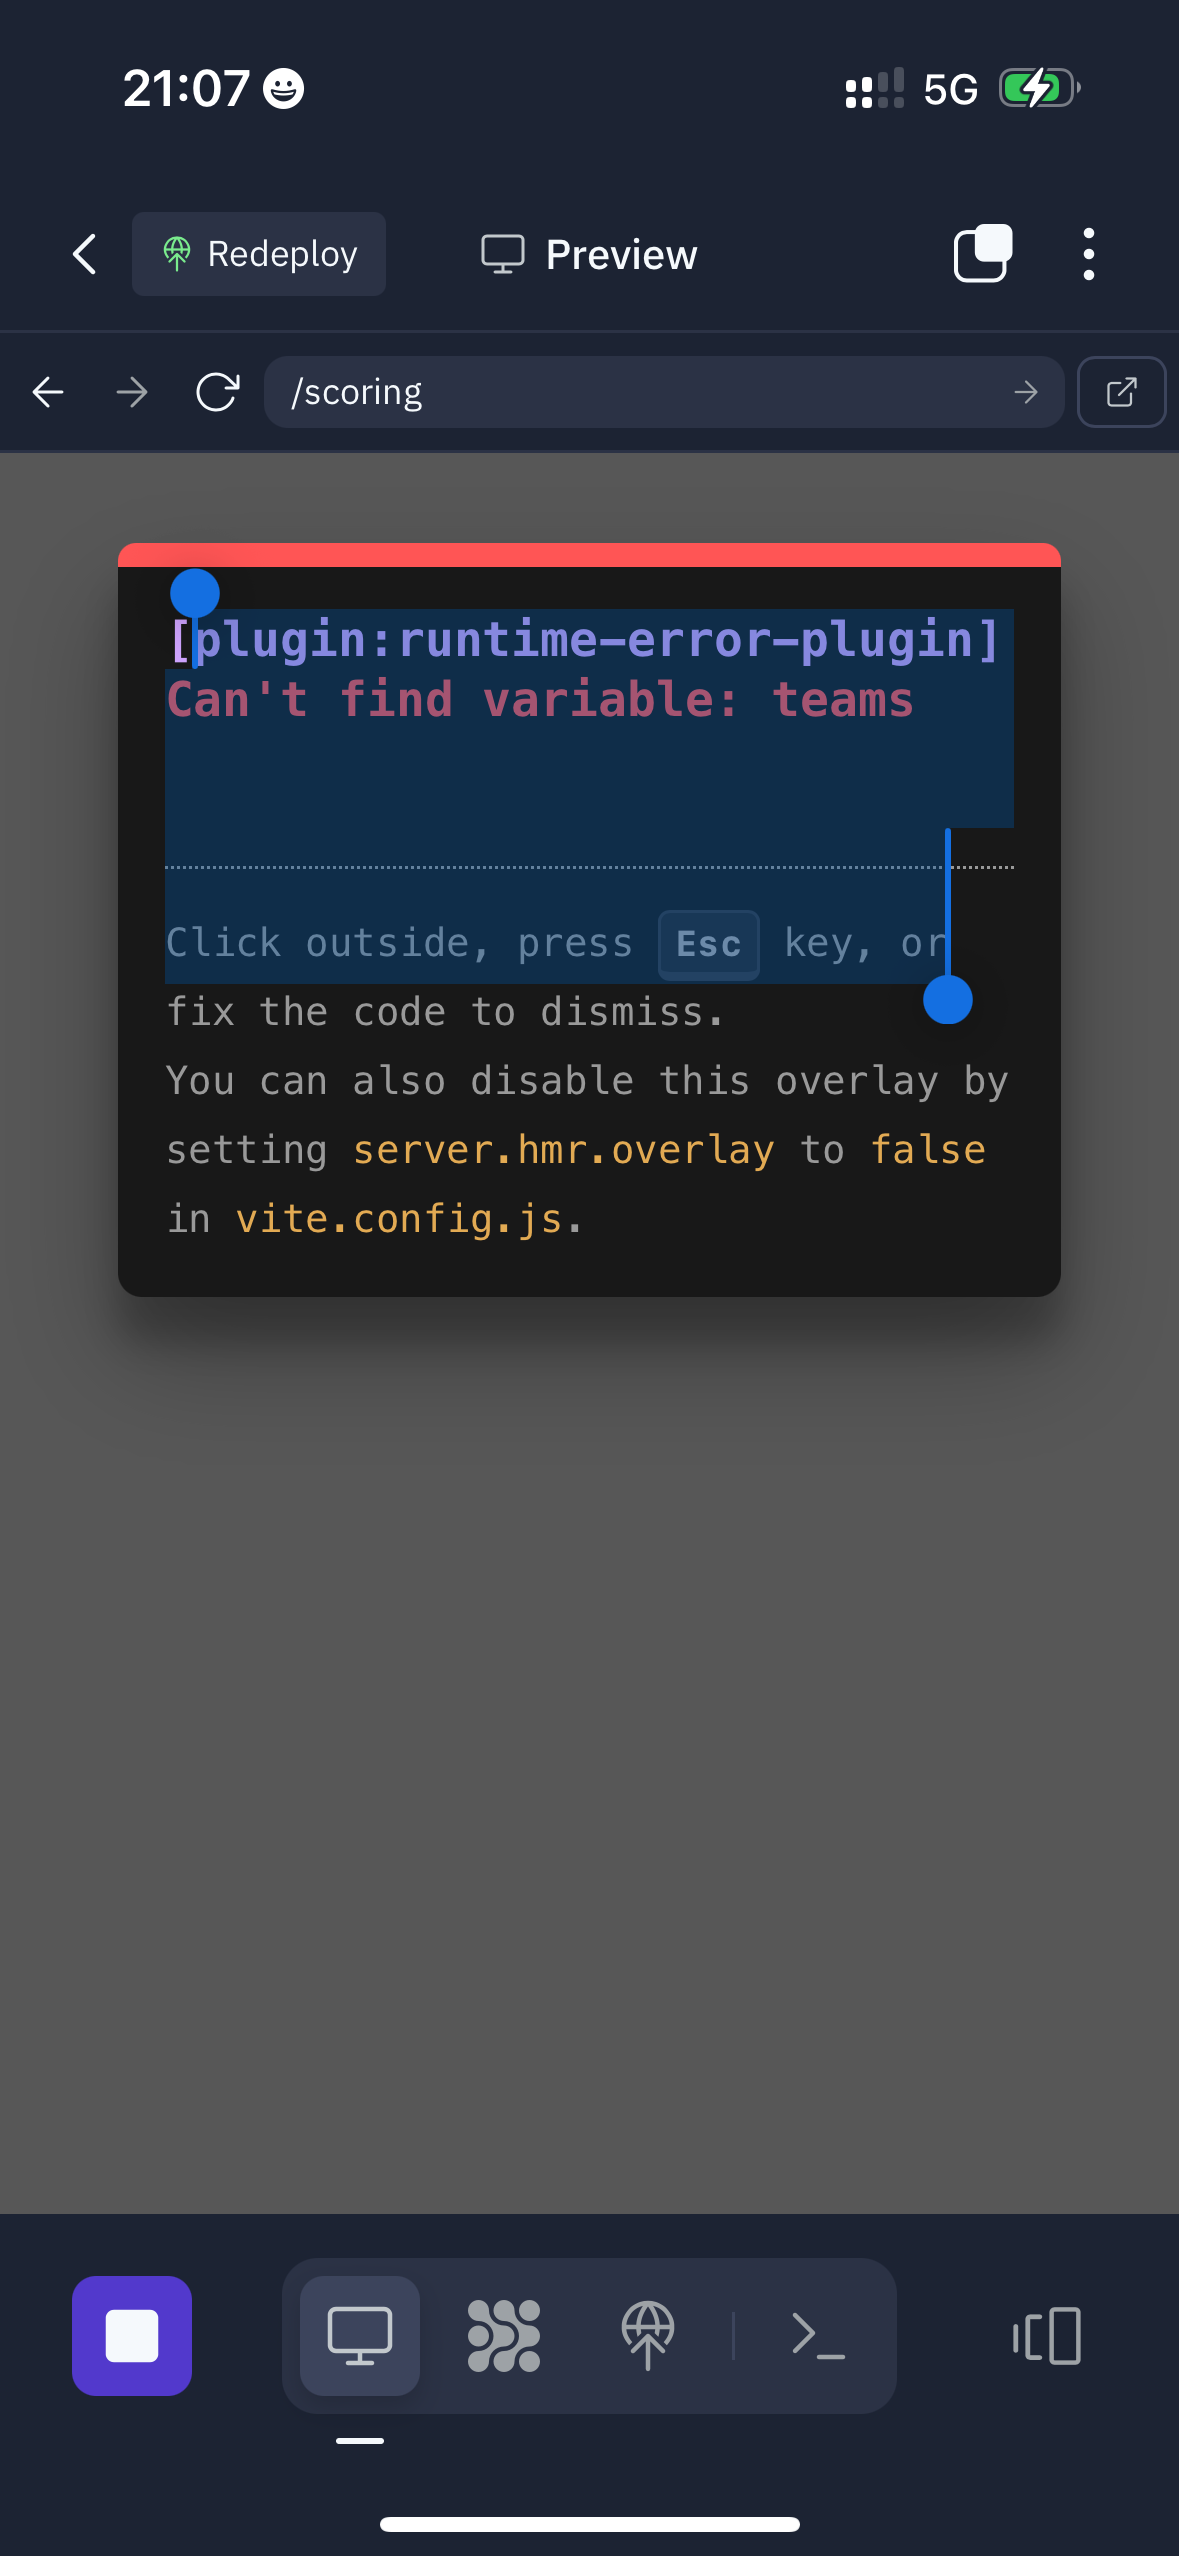 21:07 5G
Redeploy Preview
/scoring
[plugin:runtime-error-plugin]
Can't find variable: teams
Click outside, press Esc key, or
fix the code to dismiss.
You can also disable this overlay by
setting server.hmr.overlay to false
in vite.config.js.